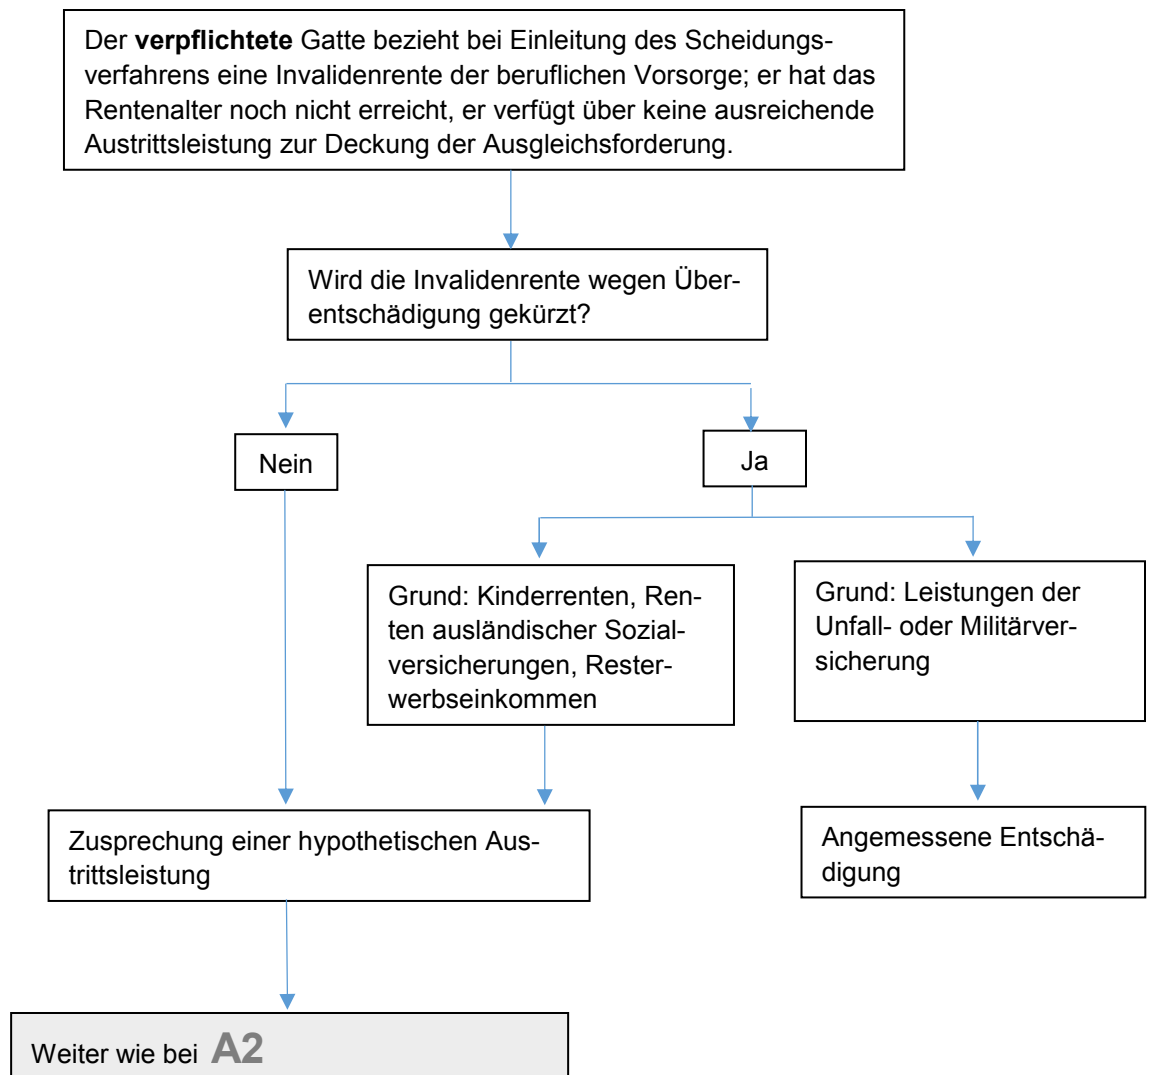 Der verpflichtete Gatte bezieht bei Einleitung des Scheidungs-
verfahrens eine Invalidenrente der beruflichen Vorsorge; er hat das
Rentenalter noch nicht erreicht, er verfügt über keine ausreichende
Austrittsleistung zur Deckung der Ausgleichsforderung.
Wird die Invalidenrente wegen Über-
entschädigung gekürzt?
Nein
Ja
Grund: Kinderrenten, Ren-
ten ausländischer Sozial-
versicherungen, Rester-
werbseinkommen
Grund: Leistungen der
Unfall- oder Militärver-
sicherung
Zusprechung einer hypothetischen Aus-
trittsleistung
Angemessene Entschä-
digung
Weiter wie bei A2